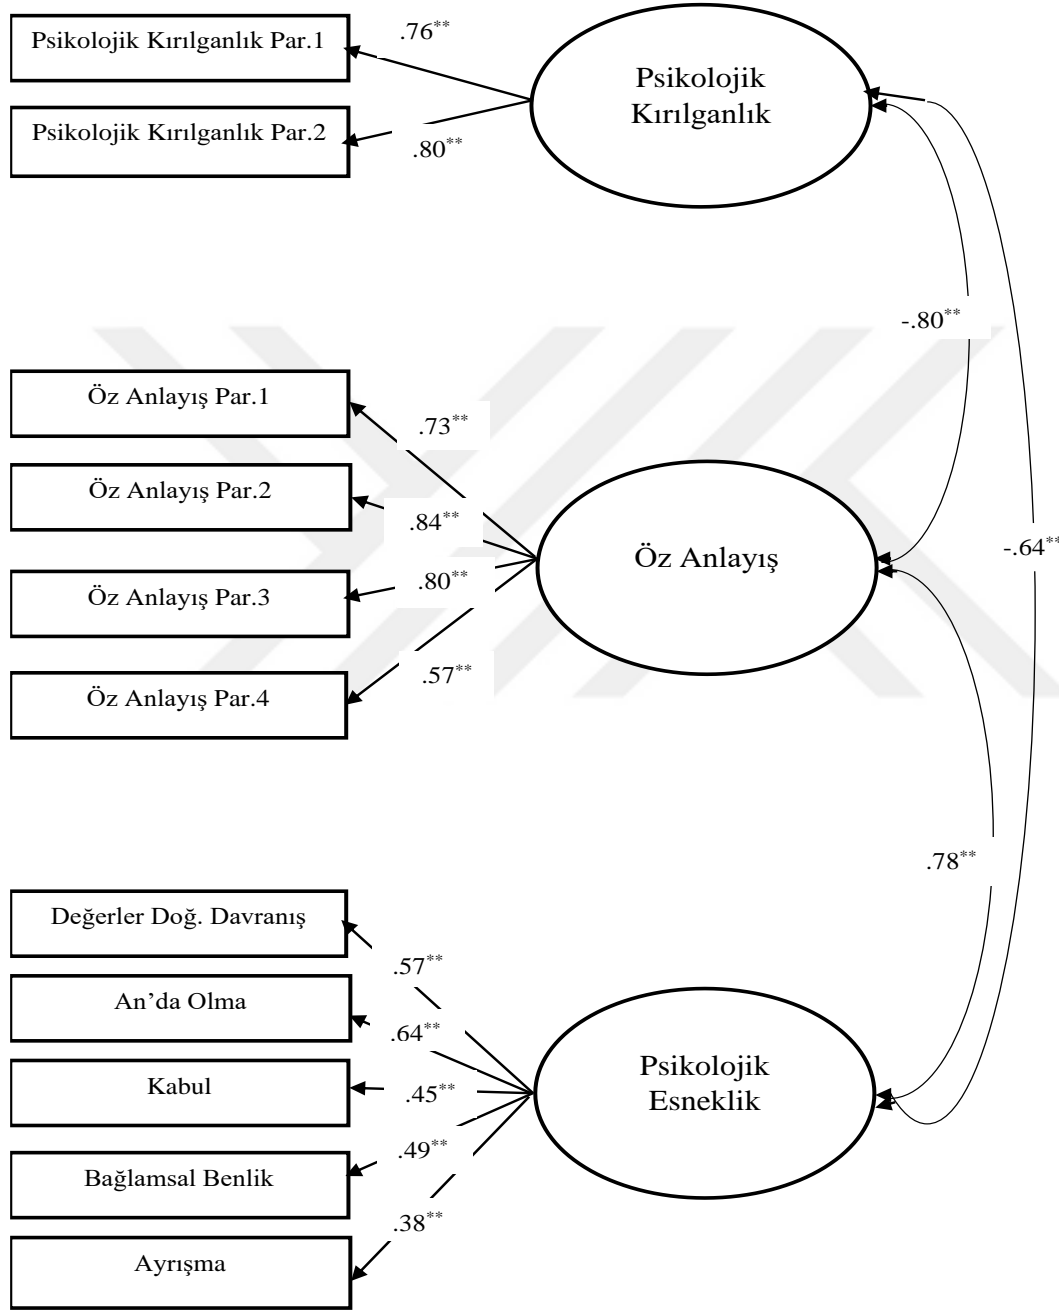 Psikolojik Kırılganlık Par.1
.76**
Psikolojik
Kırılganlık
Psikolojik Kırılganlık Par.2
.80**
-.80**
Öz Anlayış Par.1
.73**
Öz Anlayış Par.2
.84**
Öz Anlayış
-.64**
Öz Anlayış Par.3
.80**
Öz Anlayış Par.4
.57**
.78**
Değerler Doğ. Davranış
.57**
An’da Olma
.64**
Psikolojik
Esneklik
Kabul
.45**
Bağlamsal Benlik
.49**
Ayrışma
.38**